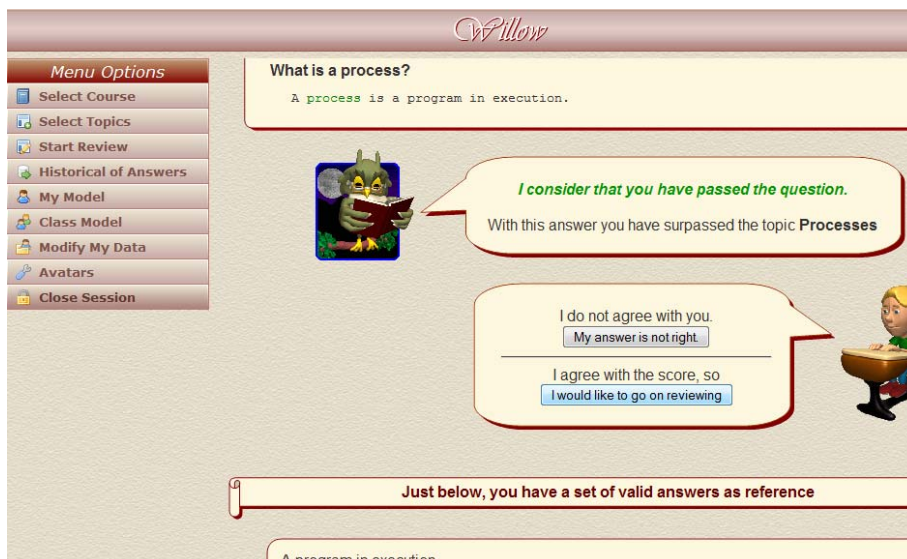 Willow
Menu Options
Select Course
Select Topics
Start Review
Historical of Answers
My Model
Class Model
Modify My Data
Avatars
Close Session
What is a process?
A process is a program in execution.
I consider that you have passed the question.
With this answer you have surpassed the topic Processes
I do not agree with you.
My answer is not right.
I agree with the score, so
I would like to go on reviewing
Just below, you have a set of valid answers as reference
A program in execution